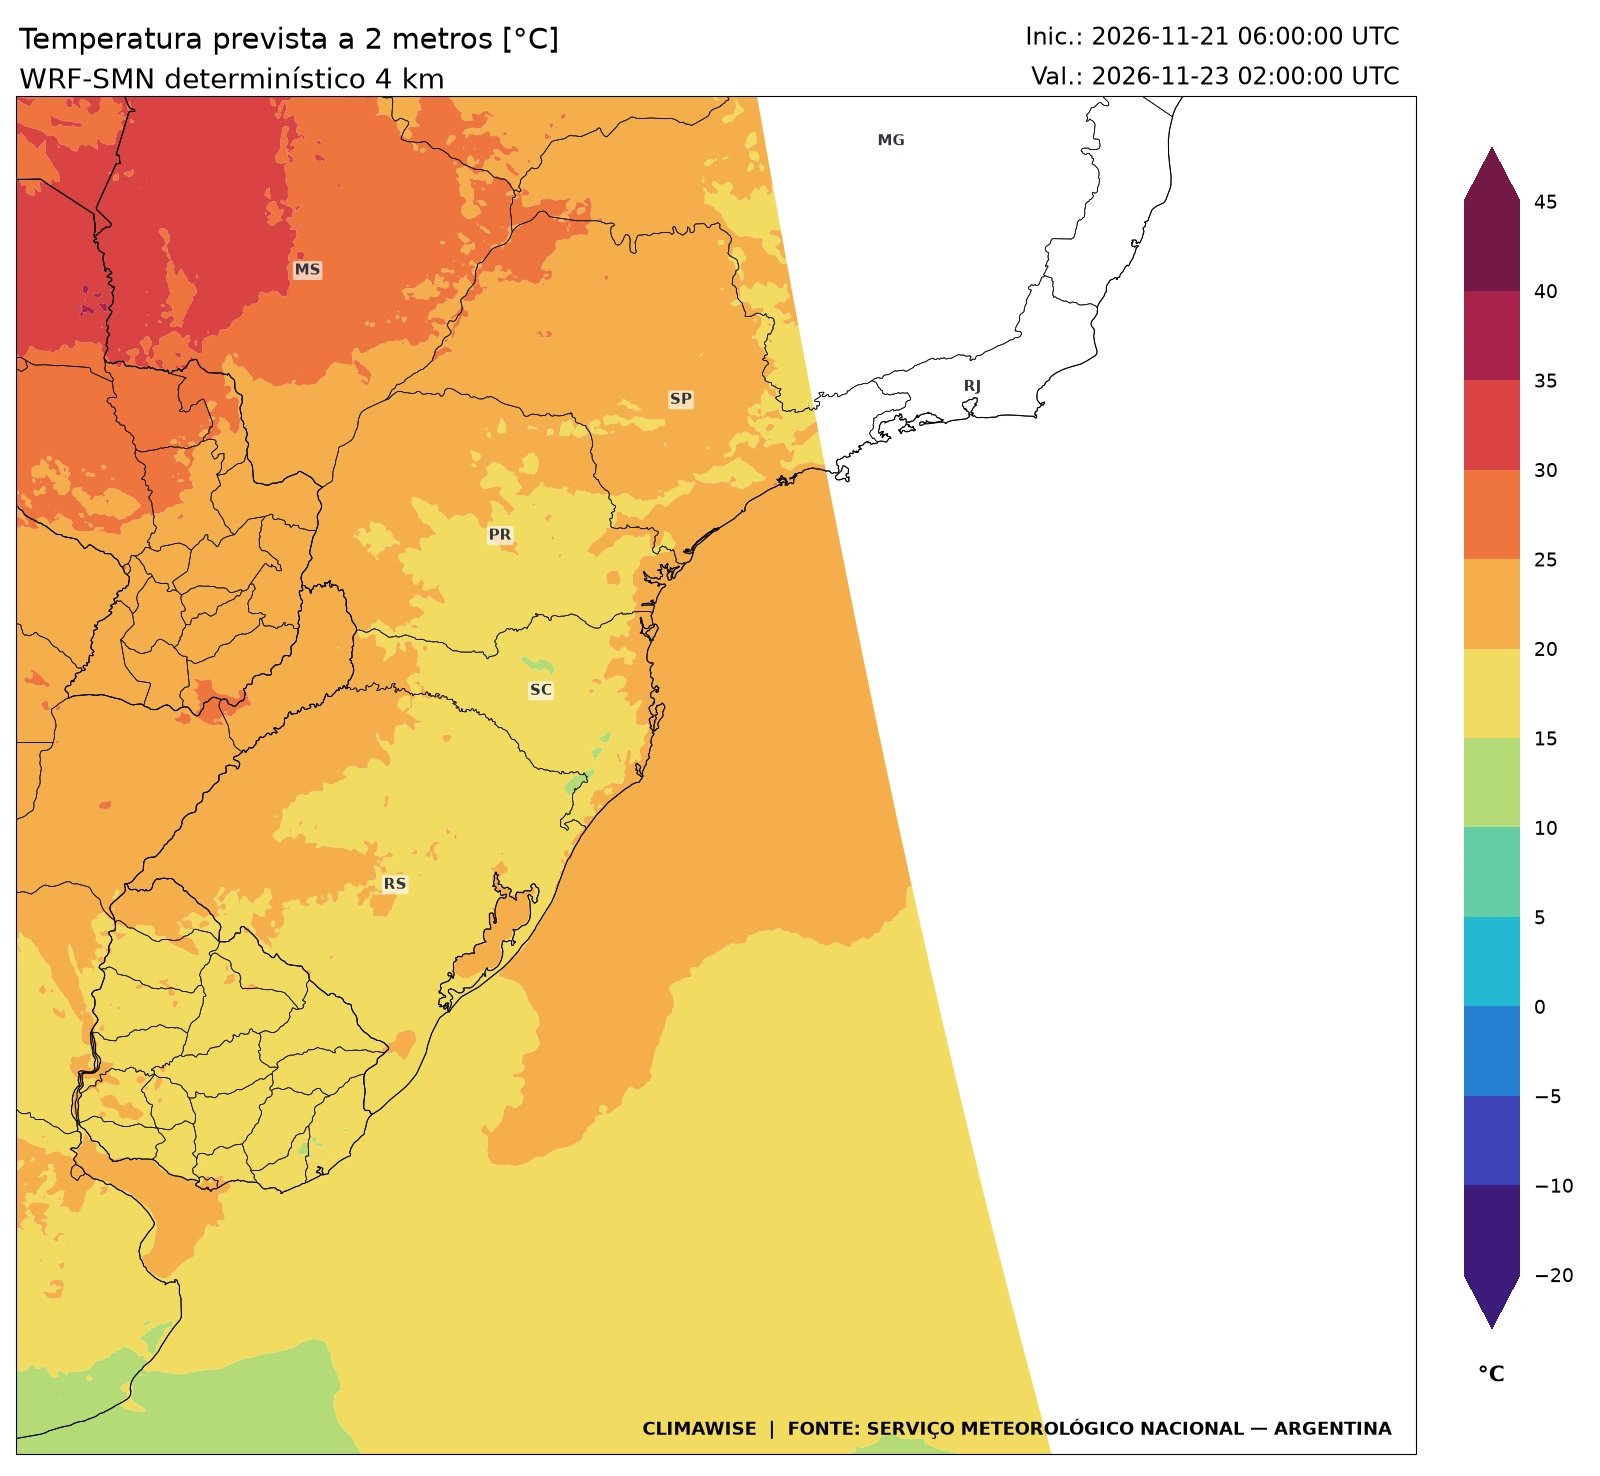 Temperatura prevista a 2 metros [°C]
WRF-SMN determinístico 4 km
Inic.: 2026-11-21 06:00:00 UTC
Val.: 2026-11-23 02:00:00 UTC
MG
MS
RJ
SP
PR
SC
RS
45
40
35
30
25
20
15
10
5
0
−5
−10
−20
°C
CLIMAWISE | FONTE: SERVIÇO METEOROLÓGICO NACIONAL — ARGENTINA